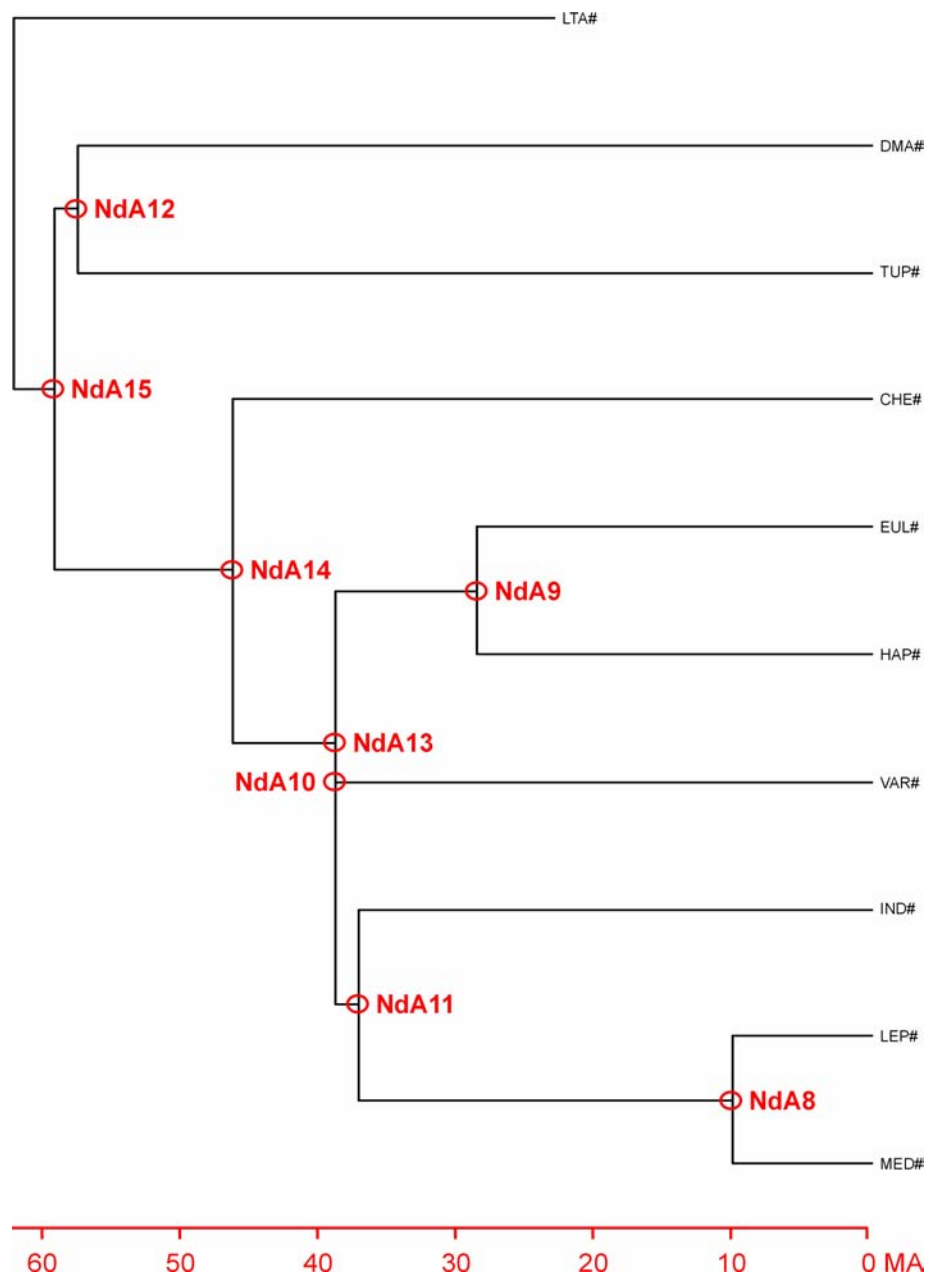 LTA#
DMA#
NdA12
TUP#
NdA15
CHE#
EUL#
NdA14
NdA9
HAP#
NdA13
NdA10
VAR#
IND#
NdA11
LEP#
NdA8
MED#
60 50 40 30 20 10 0 MA